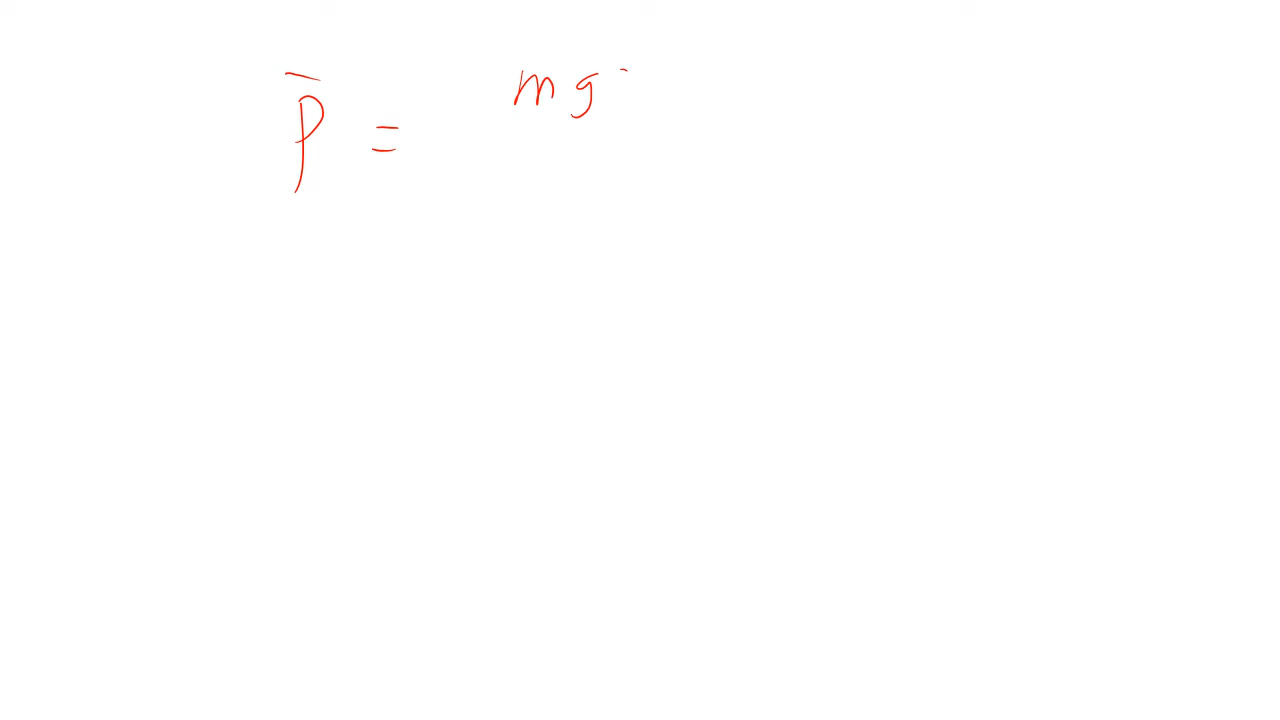 P̄ = mg